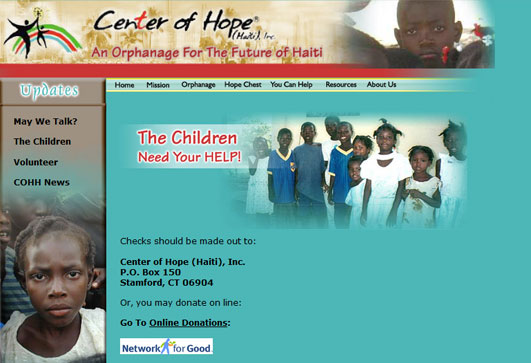 Center of Hope®
(Haiti), Inc.
An Orphanage For The Future of Haiti
Updates
Home Mission Orphanage Hope Chest You Can Help Resources About Us
May We Talk?
The Children
Volunteer
COHH News
The Children
Need Your HELP!
Checks should be made out to:
Center of Hope (Haiti), Inc.
P.O. Box 150
Stamford, CT 06904
Or, you may donate on line:
Go To Online Donations:
Network for Good.